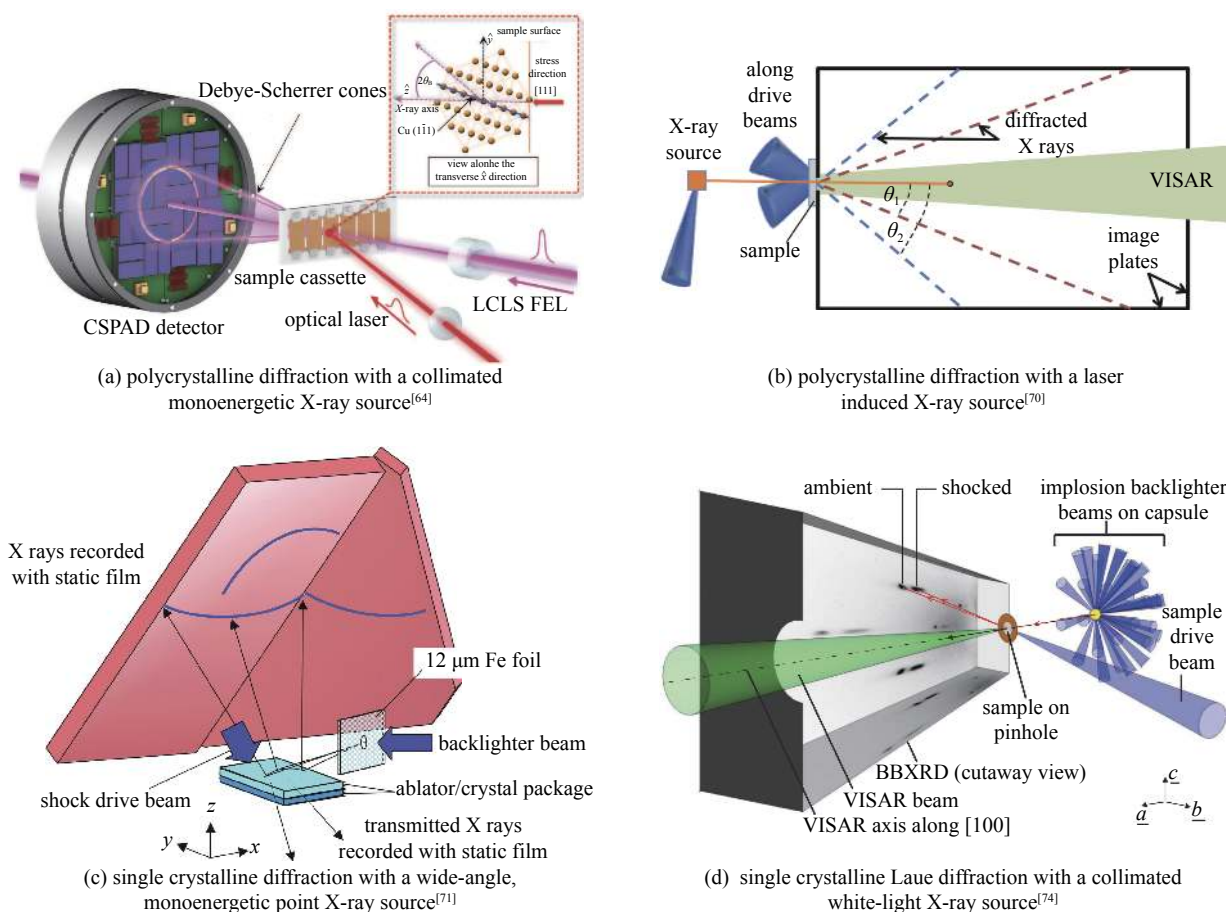 sample surface
ŷ
stress
direction
[111]
2θB
ẑ
X-ray axis
Cu (11̄1)
view alonhe the
transverse x̂ direction
Debye-Scherrer cones
sample cassette
LCLS FEL
optical laser
CSPAD detector
(a) polycrystalline diffraction with a collimated
monoenergetic X-ray source[64]
along
drive
beams
X-ray
source
diffracted
X rays
VISAR
θ1
θ2
sample
image
plates
(b) polycrystalline diffraction with a laser
induced X-ray source[70]
X rays recorded
with static film
12 μm Fe foil
backlighter beam
shock drive beam
ablator/crystal package
z
y
x
transmitted X rays
recorded with static film
(c) single crystalline diffraction with a wide-angle,
monoenergetic point X-ray source[71]
ambient
shocked
implosion backlighter
beams on capsule
sample
drive
beam
sample on
pinhole
BBXRD (cutaway view)
VISAR beam
VISAR axis along [100]
c
a
b
(d) single crystalline Laue diffraction with a collimated
white-light X-ray source[74]